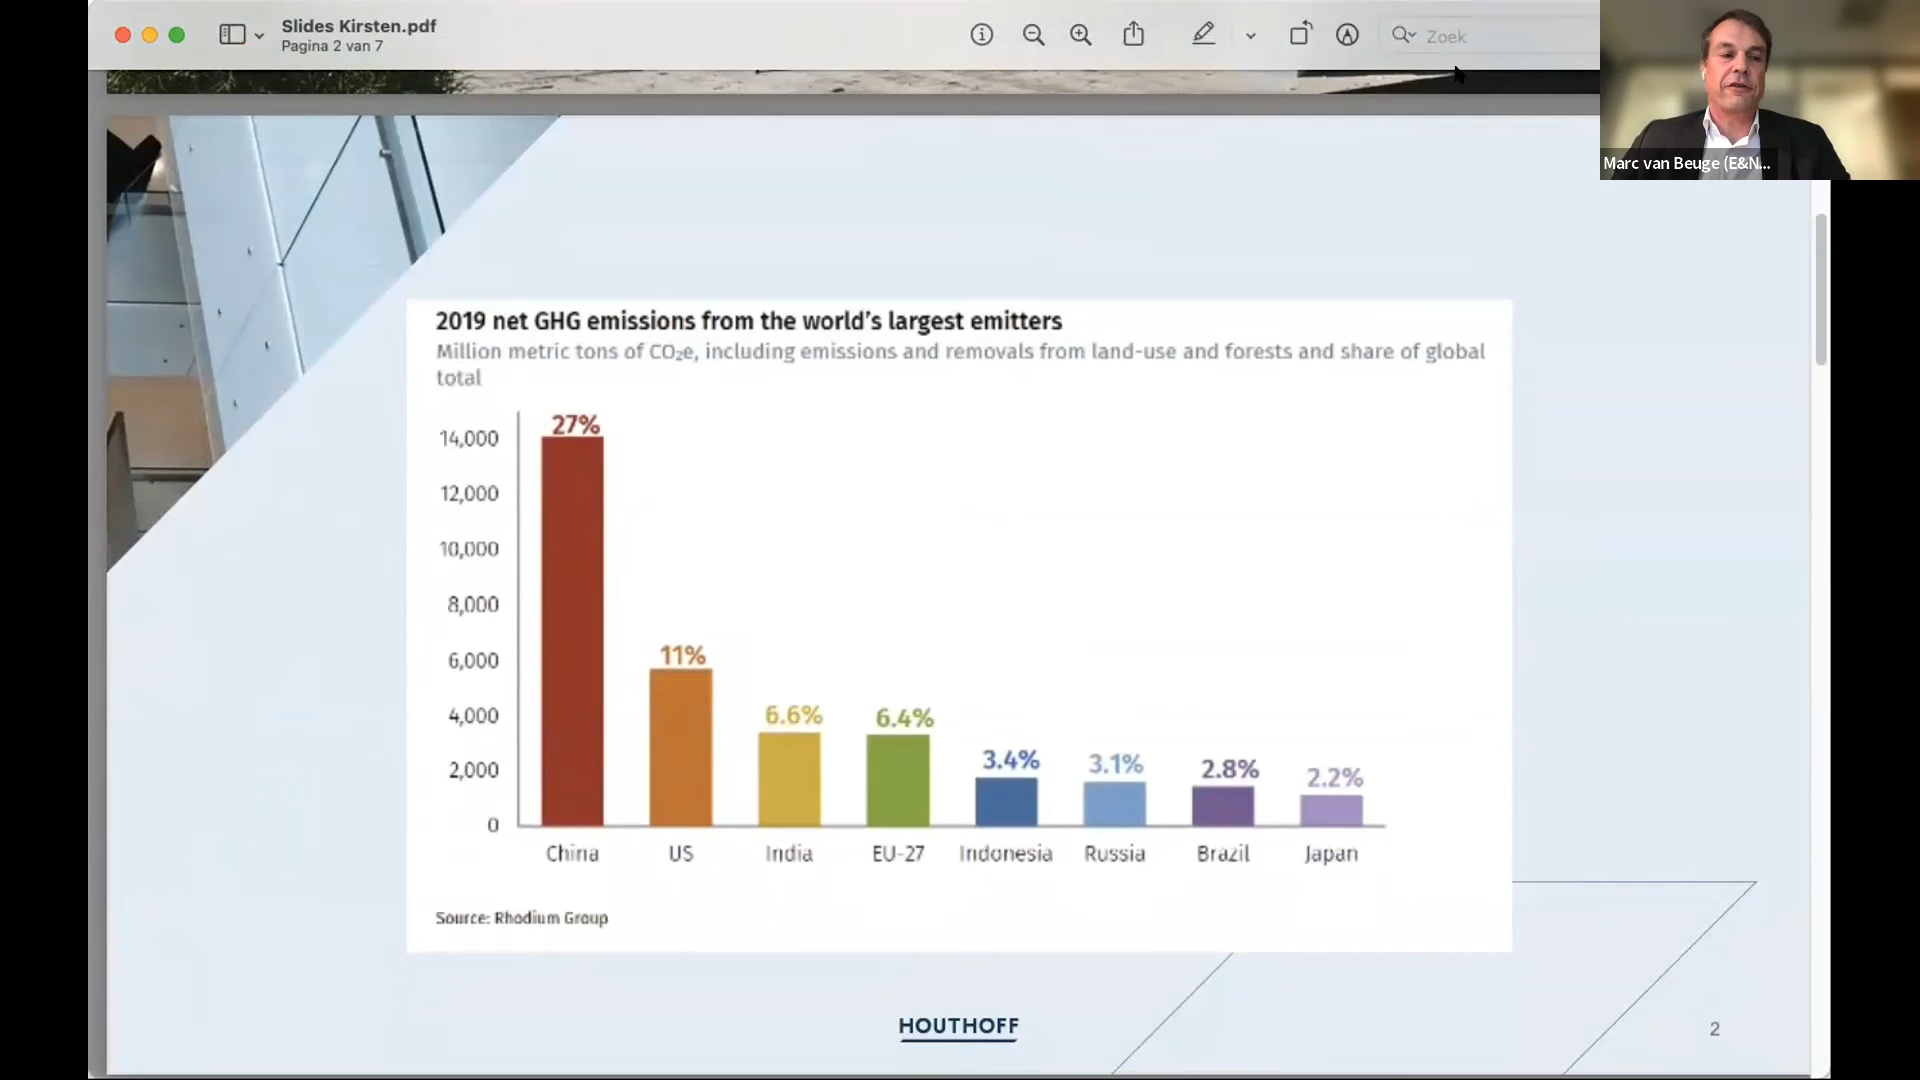 Slides Kirsten.pdf
Pagina 2 van 7
Zoek
Marc van Beuge (E&N...
2019 net GHG emissions from the world's largest emitters
Million metric tons of CO₂e, including emissions and removals from land-use and forests and share of global
total
14,000
12,000
10,000
8,000
6,000
4,000
2,000
0
27%
11%
6.6%
6.4%
3.4%
3.1%
2.8%
2.2%
China
US
India
EU-27
Indonesia
Russia
Brazil
Japan
Source: Rhodium Group
HOUTHOFF
2